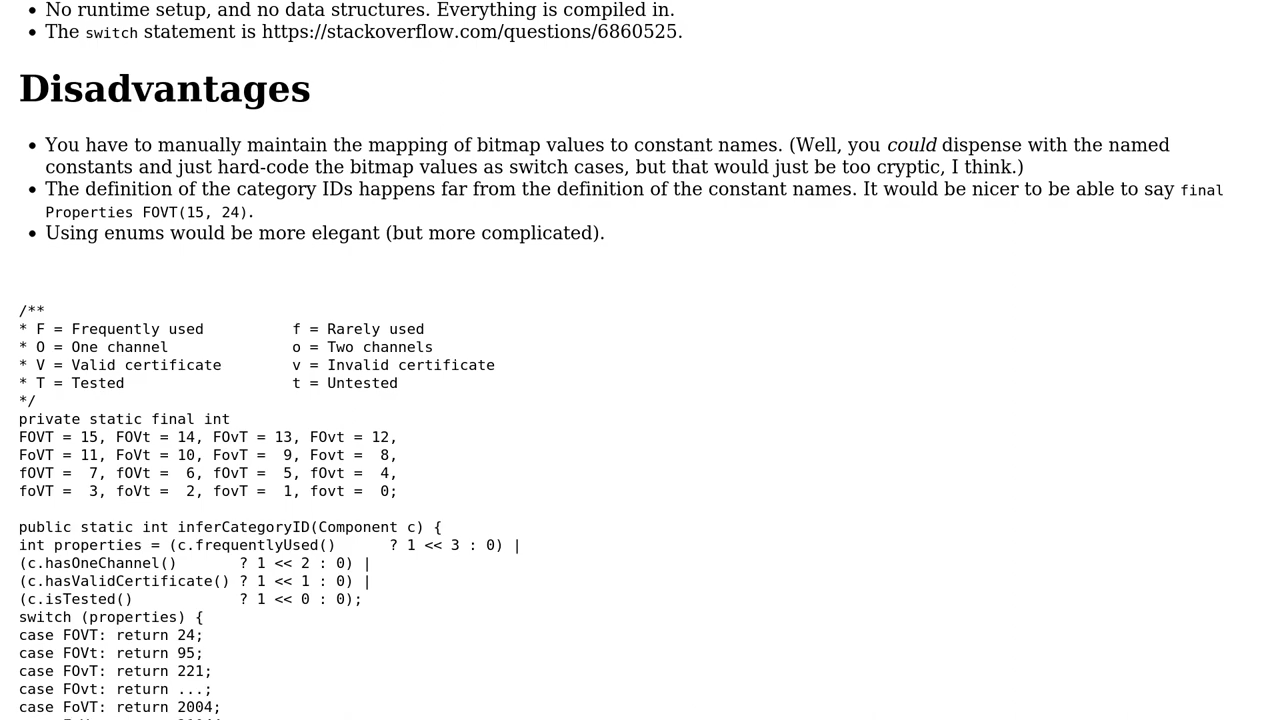 No runtime setup, and no data structures. Everything is compiled in.
The switch statement is https://stackoverflow.com/questions/6860525.
Disadvantages
You have to manually maintain the mapping of bitmap values to constant names. (Well, you could dispense with the named
constants and just hard-code the bitmap values as switch cases, but that would just be too cryptic, I think.)
The definition of the category IDs happens far from the definition of the constant names. It would be nicer to be able to say final
Properties FOVT(15, 24).
Using enums would be more elegant (but more complicated).
/**
* F = Frequently used          f = Rarely used
* O = One channel              o = Two channels
* V = Valid certificate        v = Invalid certificate
* T = Tested                   t = Untested
*/
private static final int
FOVT = 15, FOVt = 14, FOvT = 13, FOvt = 12,
FoVT = 11, FoVt = 10, FovT =  9, Fovt =  8,
fOVT =  7, fOVt =  6, fOvT =  5, fOvt =  4,
foVT =  3, foVt =  2, fovT =  1, fovt =  0;
public static int inferCategoryID(Component c) {
int properties = (c.frequentlyUsed()      ? 1 << 3 : 0) |
(c.hasOneChannel()       ? 1 << 2 : 0) |
(c.hasValidCertificate() ? 1 << 1 : 0) |
(c.isTested()            ? 1 << 0 : 0);
switch (properties) {
case FOVT: return 24;
case FOVt: return 95;
case FOvT: return 221;
case FOvt: return ...;
case FoVT: return 2004;